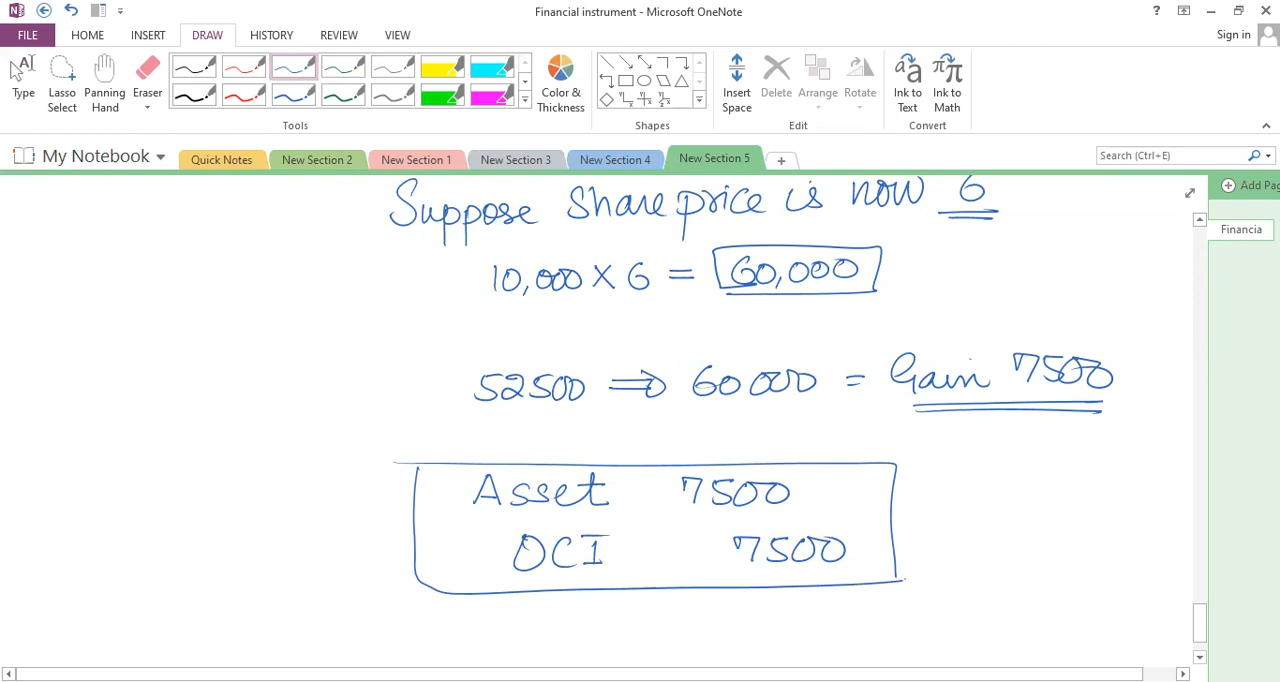 Financial instrument - Microsoft OneNote
?
FILE HOME INSERT DRAW HISTORY REVIEW VIEW
Sign in
Type
Lasso Select
Panning Hand
Eraser
Color & Thickness
Insert Space
Delete
Arrange
Rotate
Ink to Text
Ink to Math
Tools
Shapes
Edit
Convert
My Notebook
Quick Notes
New Section 2
New Section 1
New Section 3
New Section 4
New Section 5
Search (Ctrl+E)
Add Pag
Financia
Suppose share price is now 6
10,000 × 6 = 60,000
52500 ⇒ 60000 = Gain 7500
Asset 7500
OCI 7500